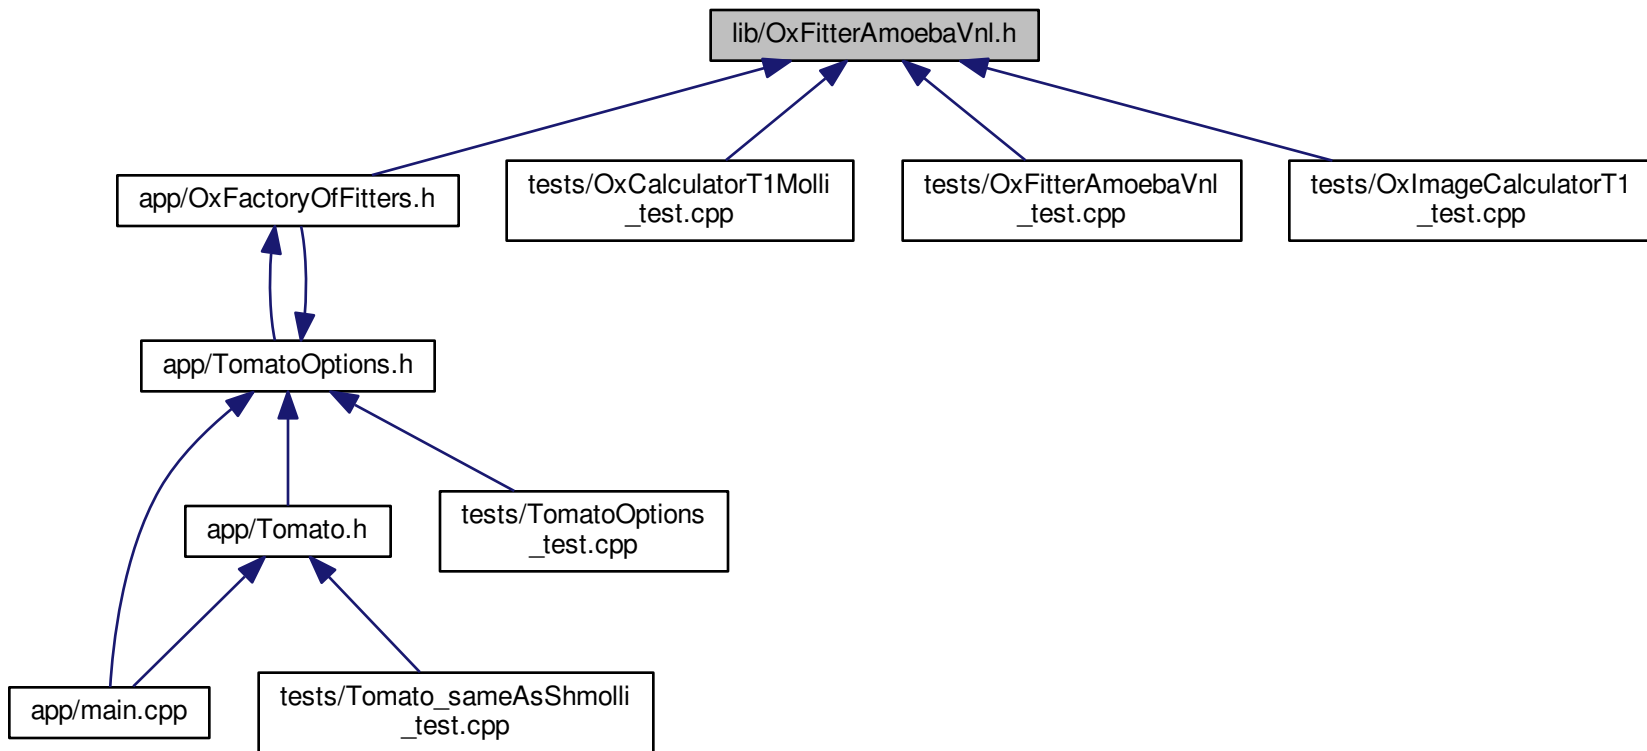 lib/OxFitterAmoebaVnl.h
app/OxFactoryOfFitters.h
tests/OxCalculatorT1Molli
_test.cpp
tests/OxFitterAmoebaVnl
_test.cpp
tests/OxImageCalculatorT1
_test.cpp
app/TomatoOptions.h
app/Tomato.h
tests/TomatoOptions
_test.cpp
app/main.cpp
tests/Tomato_sameAsShmolli
_test.cpp